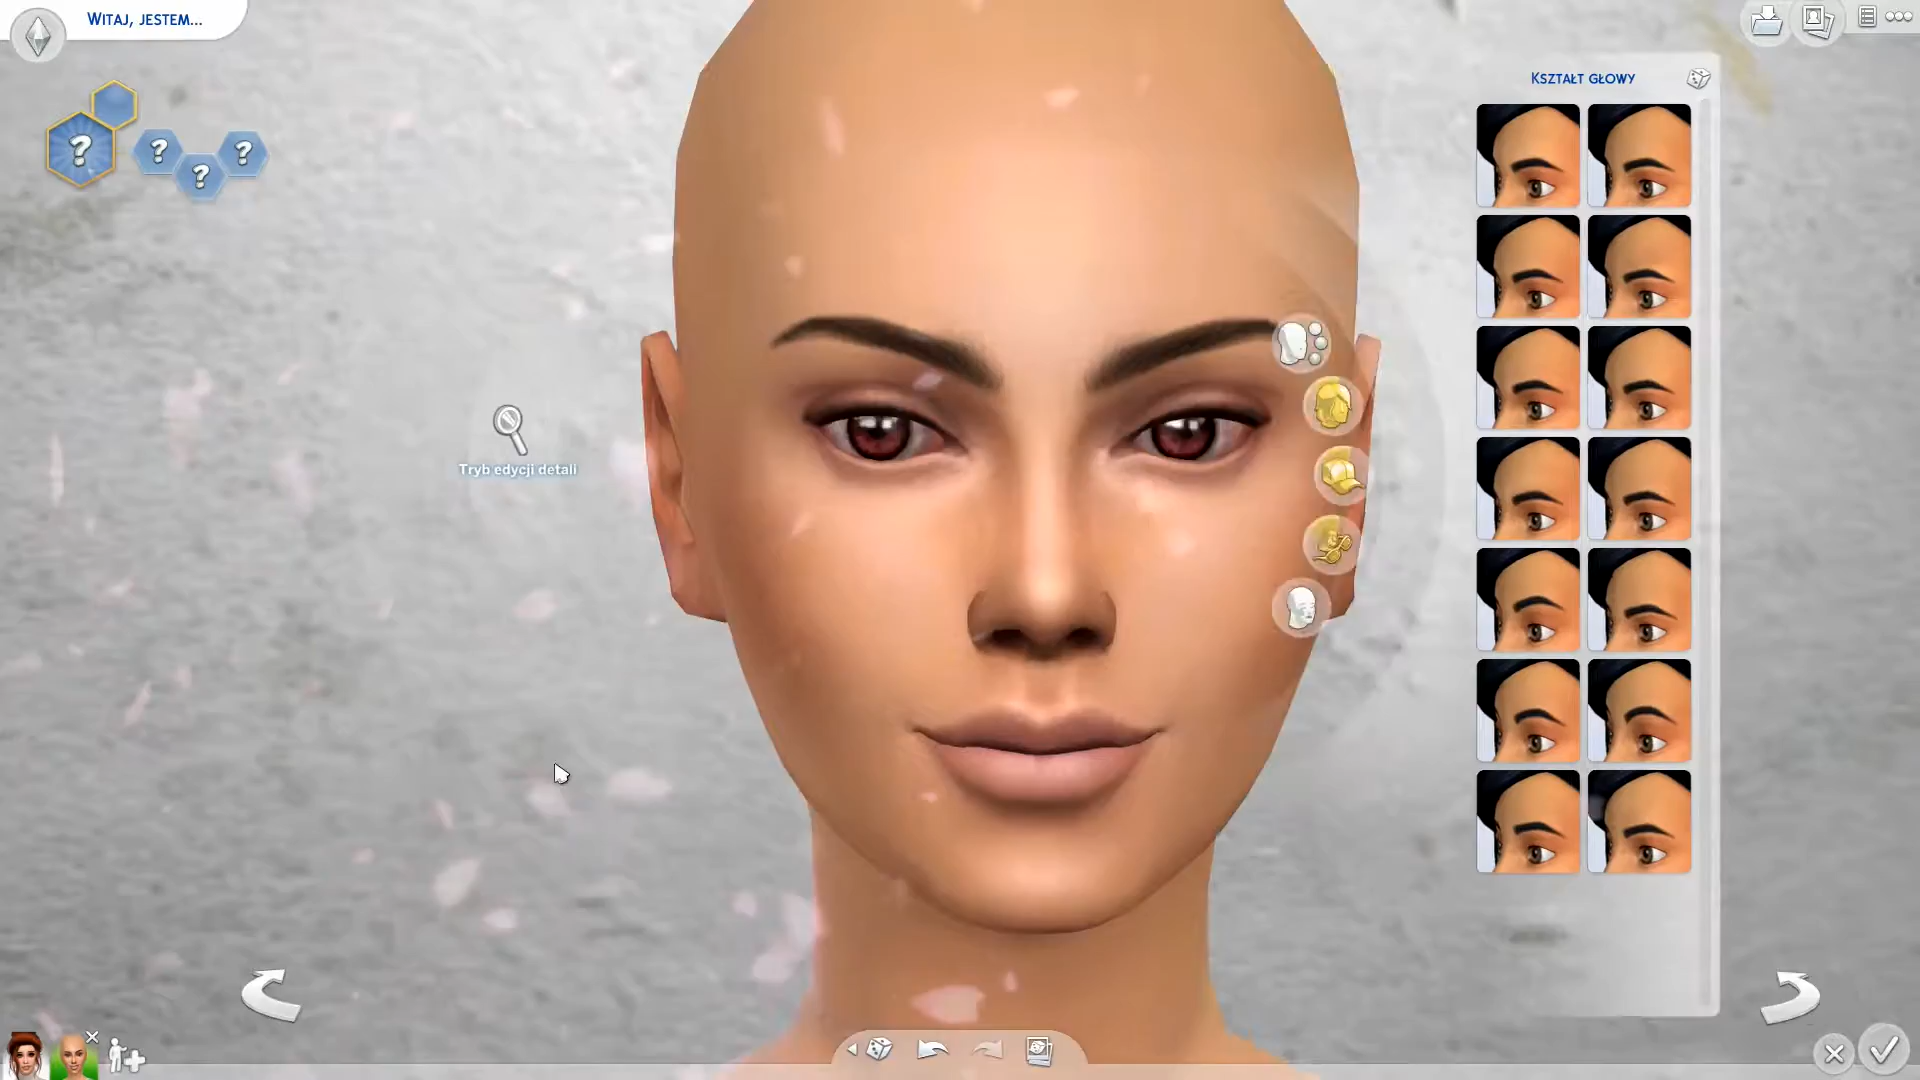 Witaj, jestem...
Kształt głowy
?
?
?
?
Tryb edycji detali